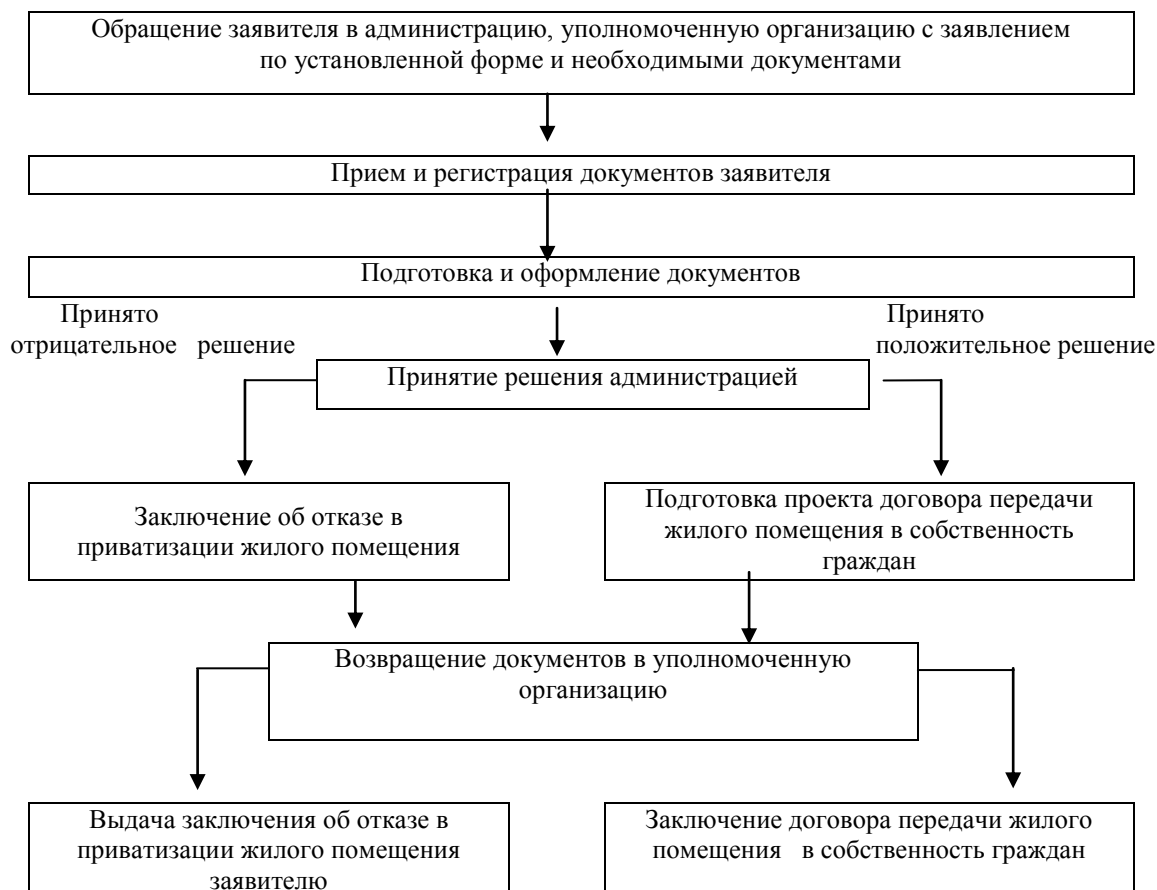 Обращение заявителя в администрацию, уполномоченную организацию с заявлением
по установленной форме и необходимыми документами
Прием и регистрация документов заявителя
Подготовка и оформление документов
Принято
отрицательное решение
Принято
положительное решение
Принятие решения администрацией
Заключение об отказе в
приватизации жилого помещения
Подготовка проекта договора передачи
жилого помещения в собственность
граждан
Возвращение документов в уполномоченную
организацию
Выдача заключения об отказе в
приватизации жилого помещения
заявителю
Заключение договора передачи жилого
помещения в собственность граждан